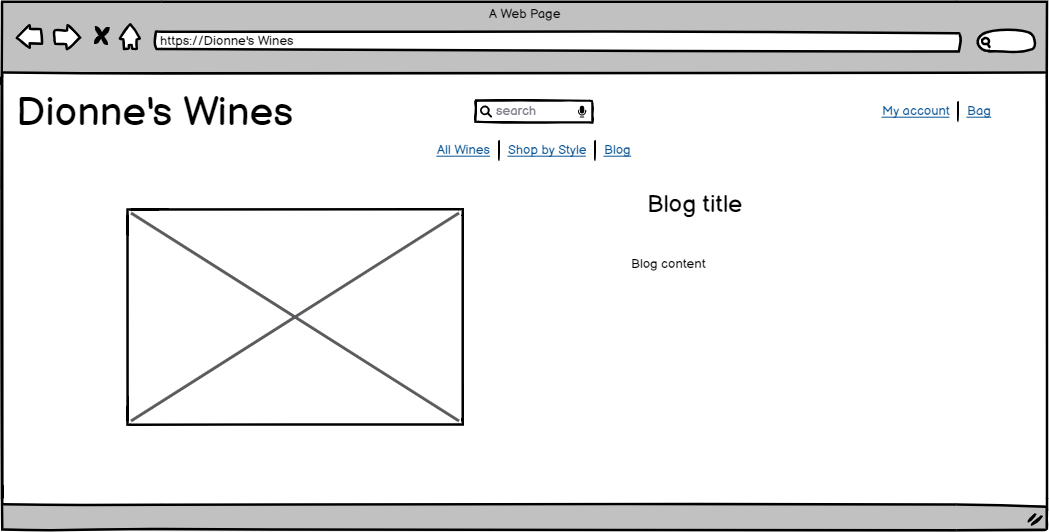 A Web Page
https://Dionne's Wines
Dionne's Wines
search
My account | Bag
All Wines | Shop by Style | Blog
Blog title
Blog content